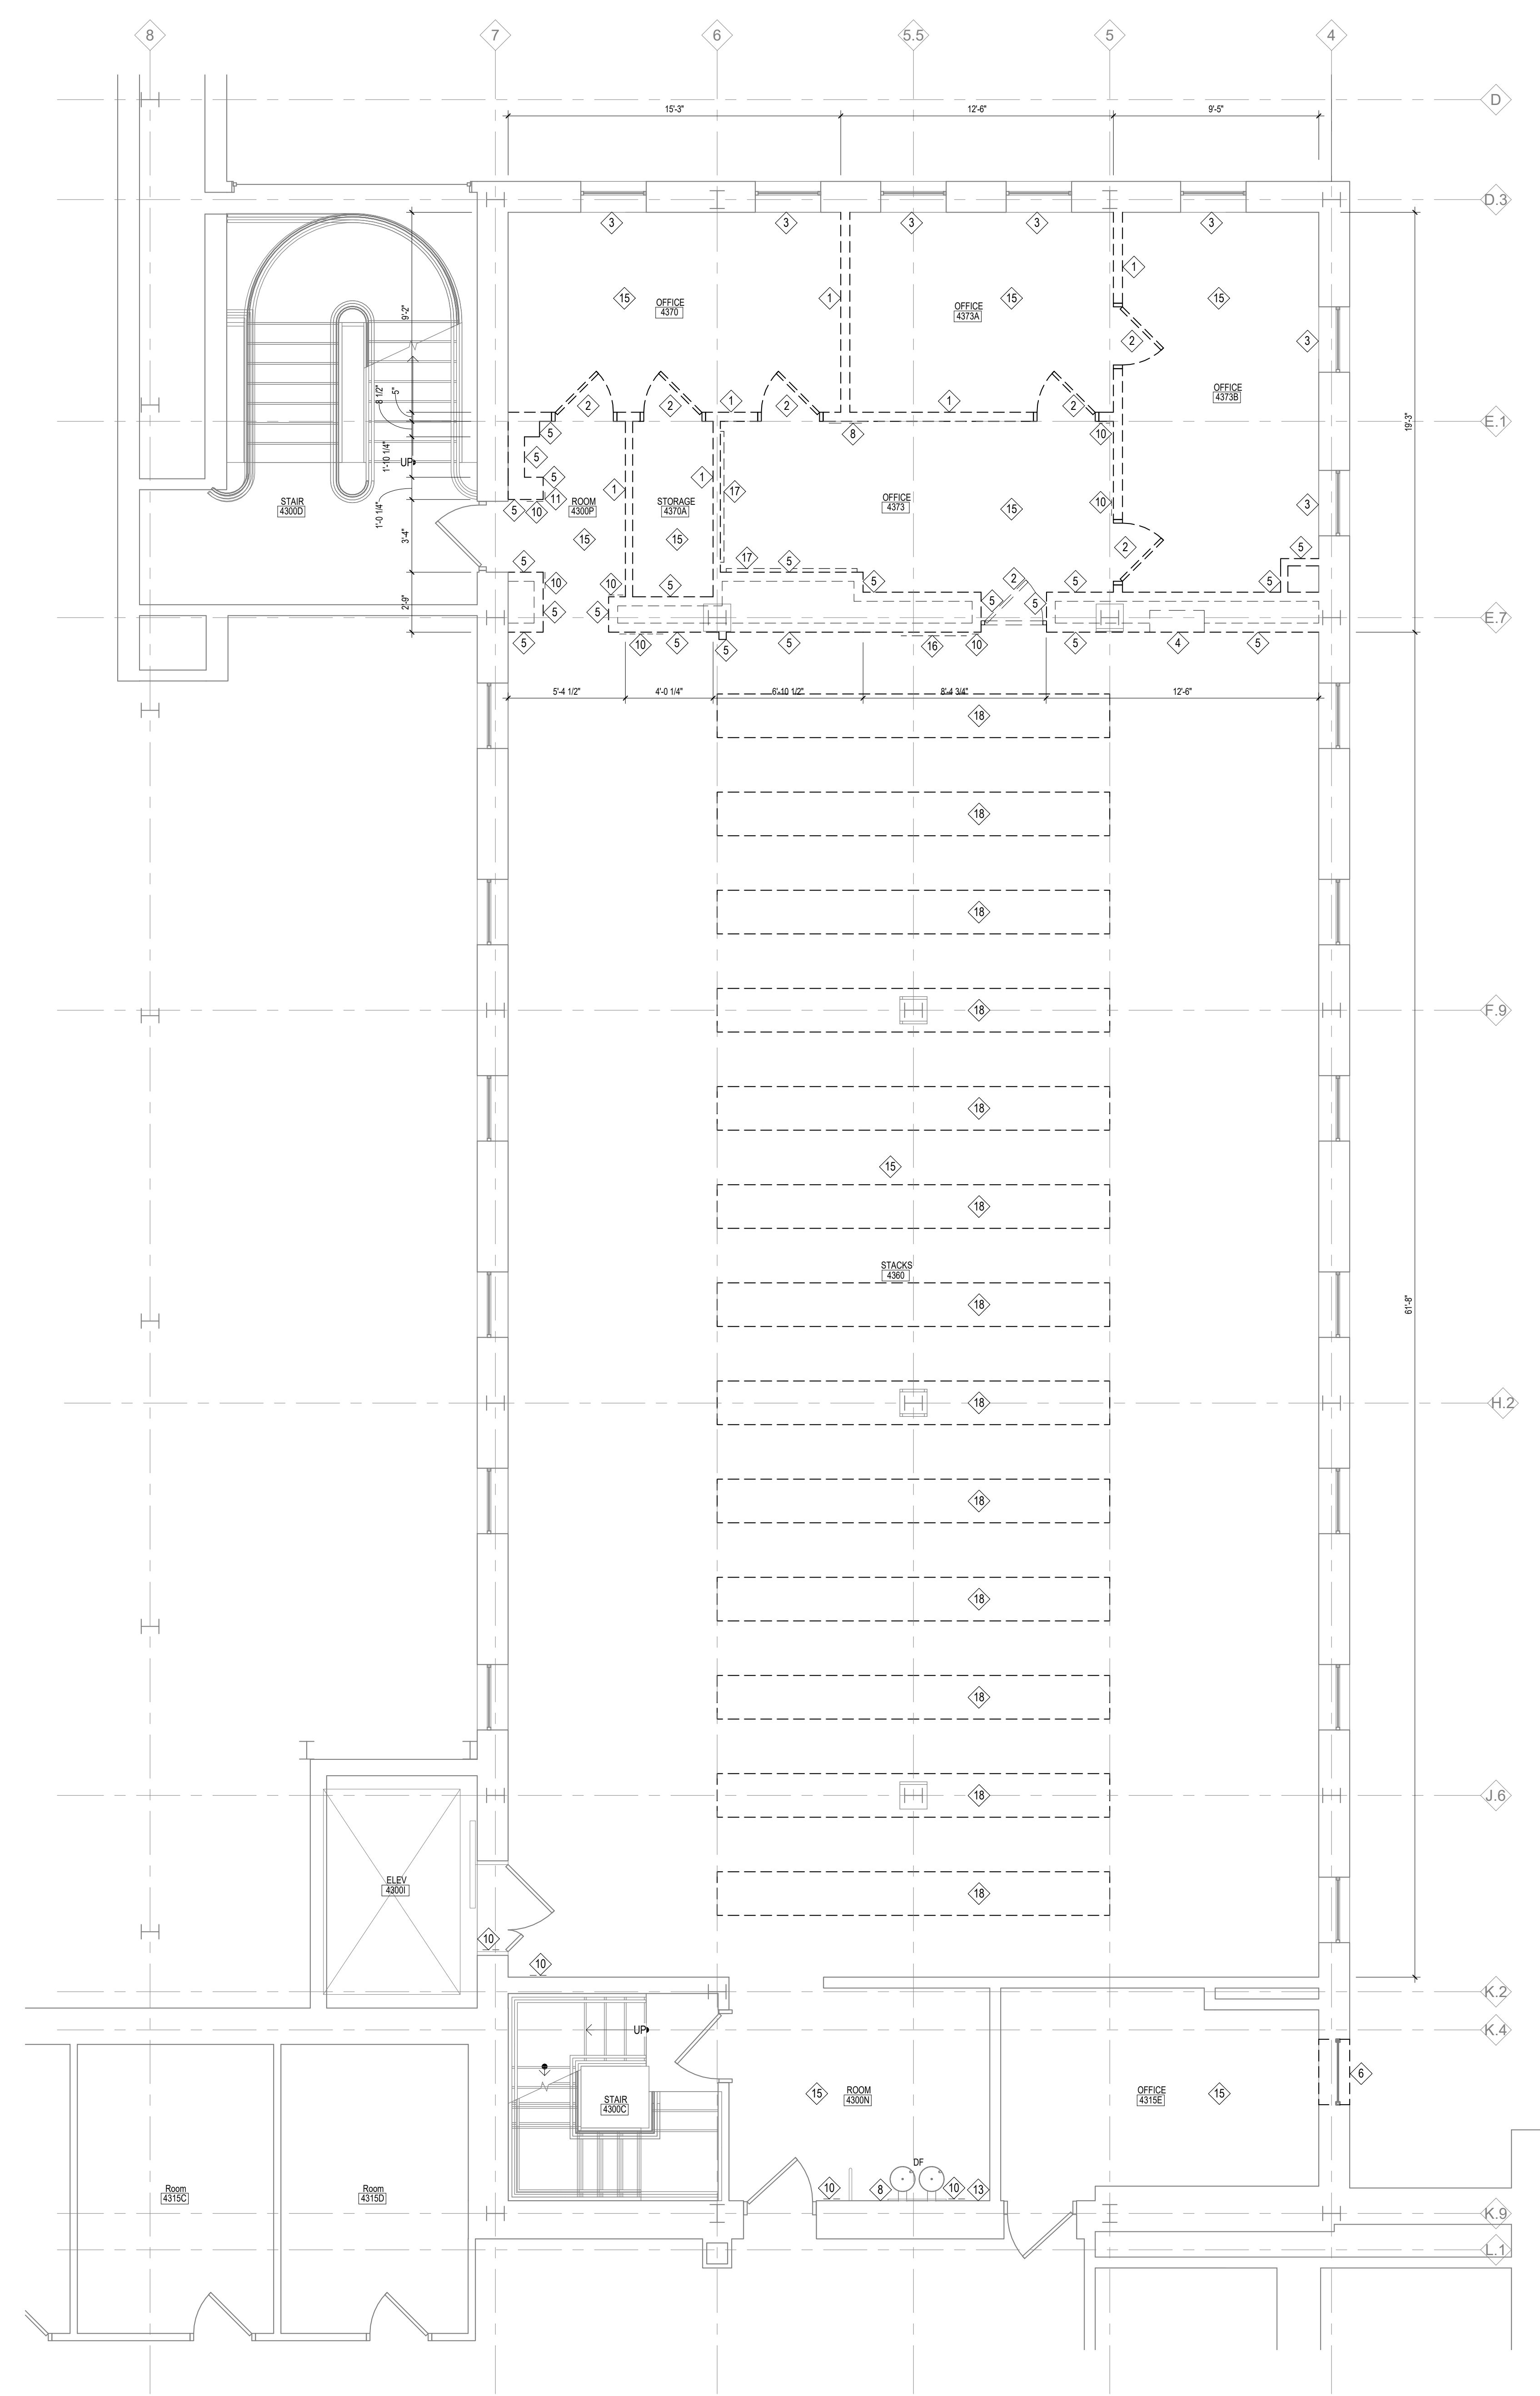 8 7 6 5.5 5 4
D
15'-3" 12'-6" 9'-5"
D.3
3 3 3 3 3
1
15 OFFICE 1 15 15
4370
OFFICE
4373A
9'-2"
2 3
OFFICE
4373B
8 1/2" 5"
2 2 1 2 1 2
19'-3"
E.1
5 8 10
1'-10 1/4"
UP
5
5 1 1 17
STAIR
4300D
11 ROOM
4300P
STORAGE
4370A
OFFICE
4373
10 3
5 10 15
1'-0 1/4"
3'-4"
15 15
2
5 17 5 5
10 10 5 5 2 5 5
2'-9"
5 5 5 5
E.7
5 10 5 5 5 16 10 5 4 5
5'-4 1/2" 4'-0 1/4" 6'-10 1/2" 8'-4 3/4" 12'-6"
18
18
18
18
F.9
18
15
18
STACKS
4360
18
61'-8"
18
H.2
18
18
18
18
J.6
ELEV
4300I
18
10
10
K.2
UP
K.4
6
STAIR
4300C
15 ROOM
4300N
OFFICE
4315E
15
DF
Room
4315C
Room
4315D
10 8 10 13
K.9
L.1